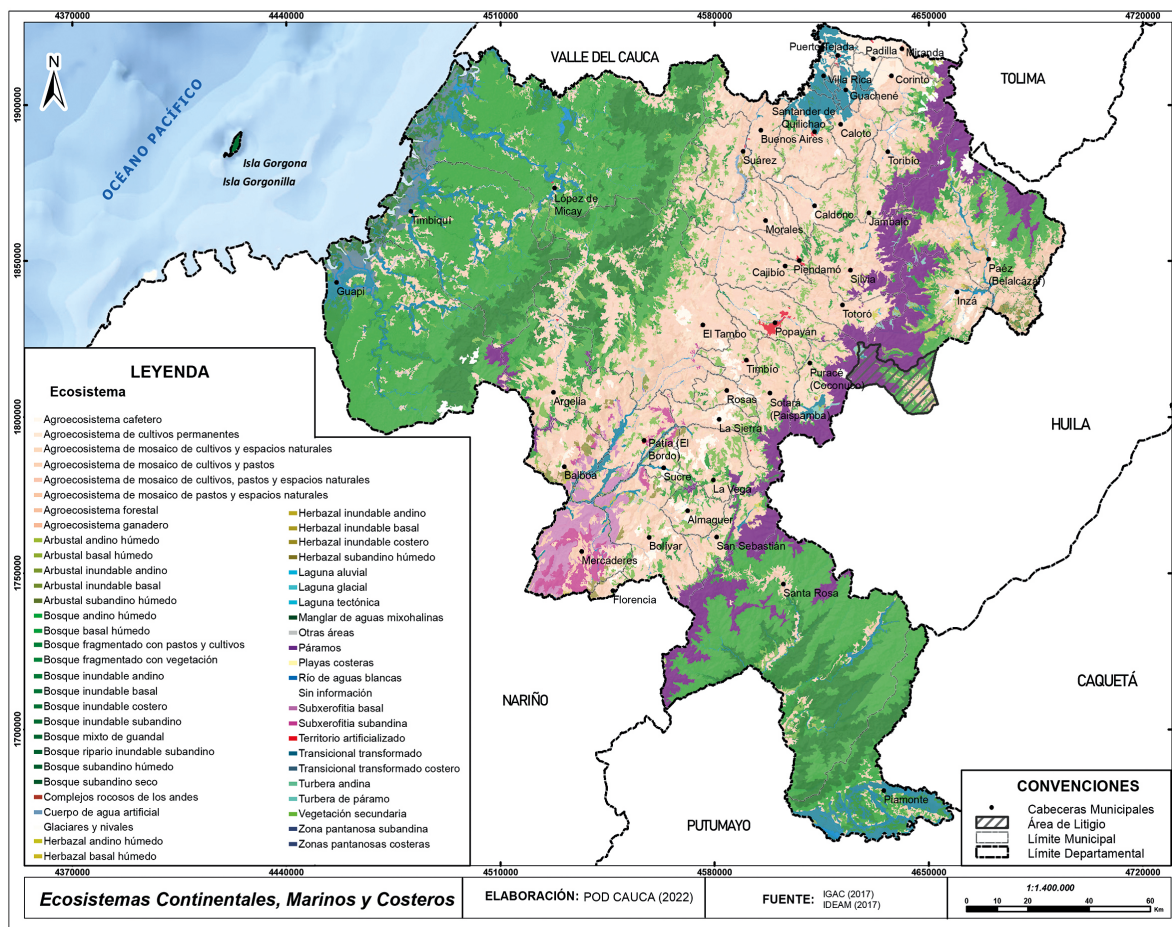 4370000
4440000
4510000
4580000
4650000
4720000
N
OCÉANO PACÍFICO
Isla Gorgona
Isla Gorgonilla
VALLE DEL CAUCA
TOLIMA
HUILA
CAQUETÁ
PUTUMAYO
NARIÑO
1900000
1850000
1800000
1750000
1700000
1900000
1850000
1800000
1750000
1700000
Puerto Tejada
Padilla
Miranda
Villa Rica
Corinto
Guachené
Santander de
Quilichao
Caloto
Buenos Aires
Suárez
Toribío
López de
Micay
Timbiquí
Caldono
Jambaló
Morales
Cajibío
Piendamó
Silvia
Páez
(Belalcázar)
Inzá
Guapi
Totoró
El Tambo
Popayán
Timbío
Puracé
(Coconuco)
Argelia
Rosas
Sotará
(Paispamba)
La Sierra
Patía (El
Bordo)
Balboa
Sucre
La Vega
Almaguer
Bolívar
San Sebastián
Mercaderes
Florencia
Santa Rosa
Piamonte
LEYENDA
Ecosistema
Agroecosistema cafetero
Agroecosistema de cultivos permanentes
Agroecosistema de mosaico de cultivos y espacios naturales
Agroecosistema de mosaico de cultivos y pastos
Agroecosistema de mosaico de cultivos, pastos y espacios naturales
Agroecosistema de mosaico de pastos y espacios naturales
Agroecosistema forestal
Agroecosistema ganadero
Arbustal andino húmedo
Arbustal basal húmedo
Arbustal inundable andino
Arbustal inundable basal
Arbustal subandino húmedo
Bosque andino húmedo
Bosque basal húmedo
Bosque fragmentado con pastos y cultivos
Bosque fragmentado con vegetación
Bosque inundable andino
Bosque inundable basal
Bosque inundable costero
Bosque inundable subandino
Bosque mixto de guandal
Bosque ripario inundable subandino
Bosque subandino húmedo
Bosque subandino seco
Complejos rocosos de los andes
Cuerpo de agua artificial
Glaciares y nivales
Herbazal andino húmedo
Herbazal basal húmedo
Herbazal inundable andino
Herbazal inundable basal
Herbazal inundable costero
Herbazal subandino húmedo
Laguna aluvial
Laguna glacial
Laguna tectónica
Manglar de aguas mixohalinas
Otras áreas
Páramos
Playas costeras
Río de aguas blancas
Sin información
Subxerofitia basal
Subxerofitia subandina
Territorio artificializado
Transicional transformado
Transicional transformado costero
Turbera andina
Turbera de páramo
Vegetación secundaria
Zona pantanosa subandina
Zonas pantanosas costeras
CONVENCIONES
Cabeceras Municipales
Área de Litigio
Límite Municipal
Límite Departamental
4370000
4440000
4510000
4580000
4650000
4720000
Ecosistemas Continentales, Marinos y Costeros
ELABORACIÓN: POD CAUCA (2022)
FUENTE: IGAC (2017)
IDEAM (2017)
1:1.400.000
0 10 20 40 60
Km